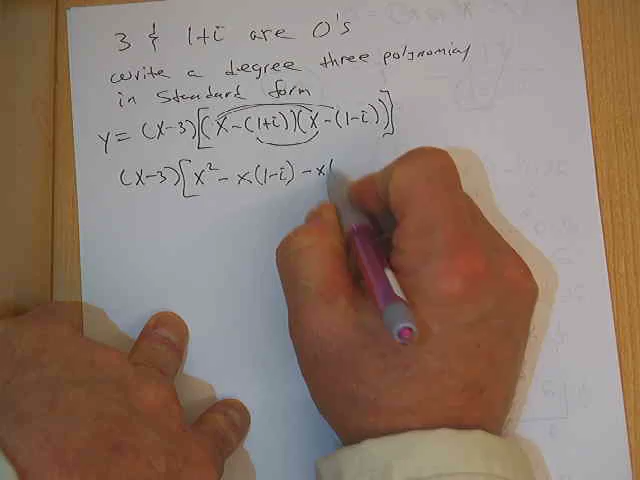 3 & 1+i are 0's
write a degree three polynomial
in standard form
y = (x-3)[(x-(1+i))(x-(1-i))]
(x-3)[x² - x(1-i) - x(